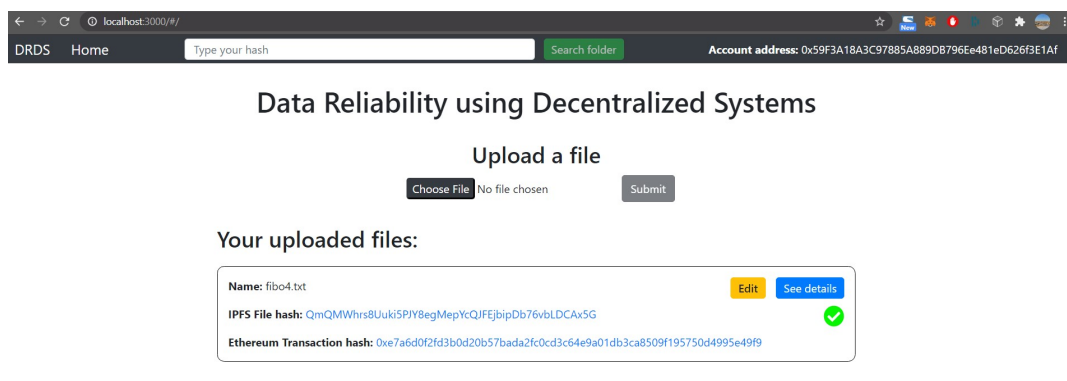 localhost:3000/#/
New
DRDS Home Type your hash Search folder Account address: 0x59F3A18A3C97885A889DB796Ee481eD626f3E1Af
Data Reliability using Decentralized Systems
Upload a file
Choose File No file chosen Submit
Your uploaded files:
Name: fibo4.txt Edit See details
IPFS File hash: QmQMWhrs8Uuki5PJY8egMepYcQJFEjbipDb76vbLDCAx5G
Ethereum Transaction hash: 0xe7a6d0f2fd3b0d20b57bada2fc0cd3c64e9a01db3ca8509f195750d4995e49f9